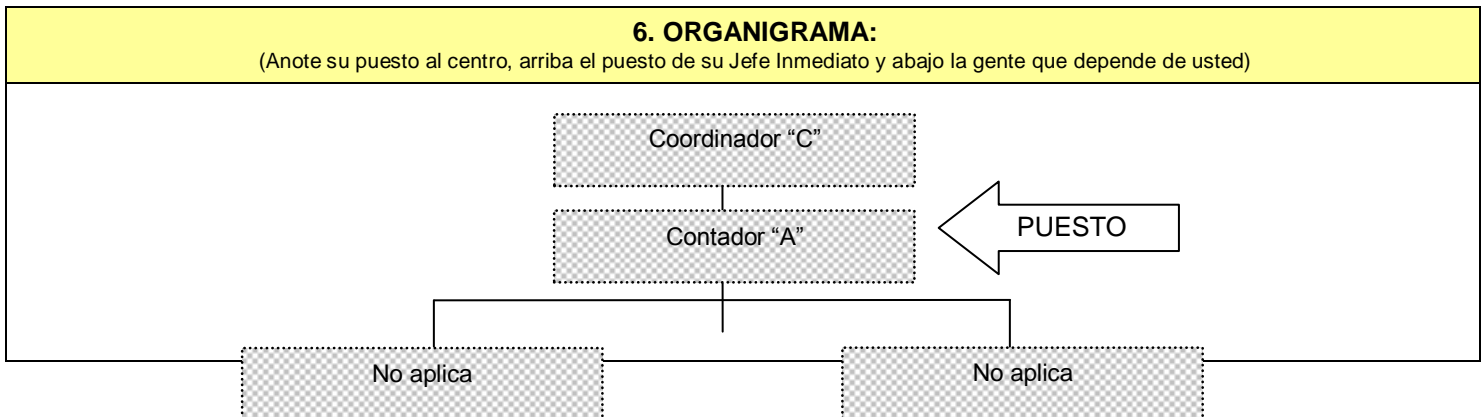 6. ORGANIGRAMA:
(Anote su puesto al centro, arriba el puesto de su Jefe Inmediato y abajo la gente que depende de usted)
Coordinador “C”
Contador “A”
PUESTO
No aplica
No aplica